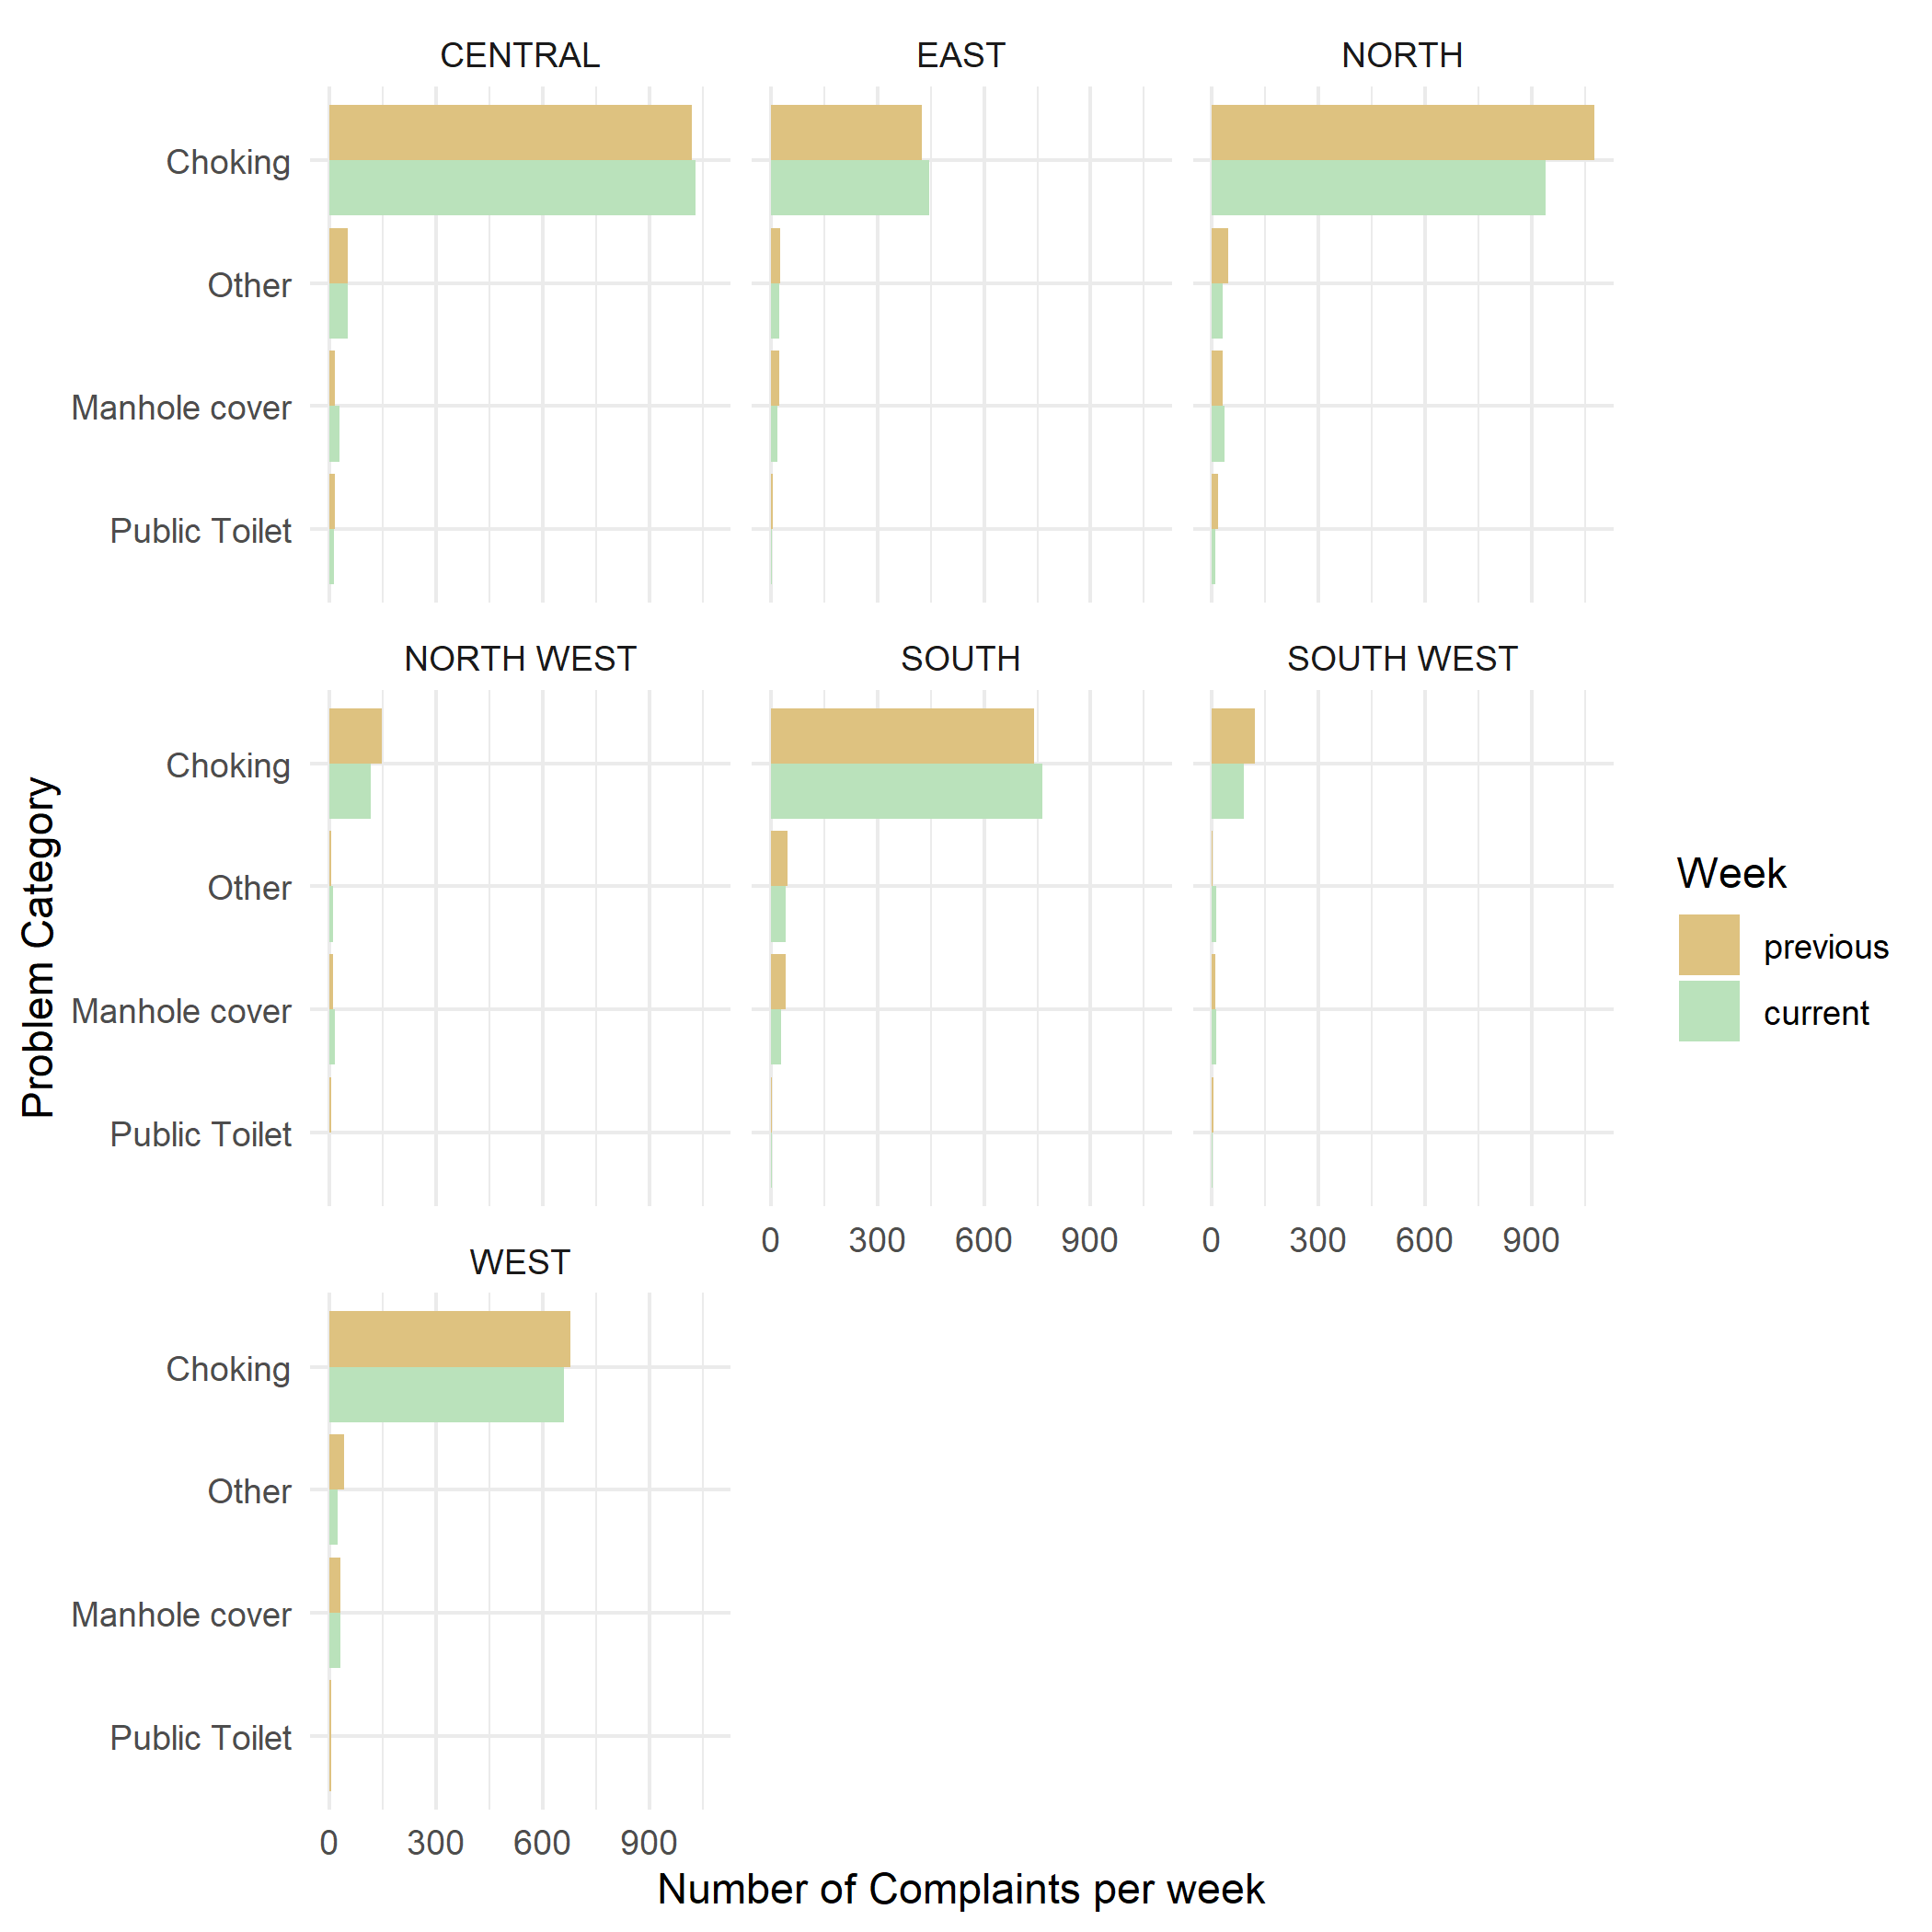 CENTRAL
EAST
NORTH
Choking
Other
Manhole cover
Public Toilet
NORTH WEST
SOUTH
SOUTH WEST
Choking
Other
Manhole cover
Public Toilet
0 300 600 900
0 300 600 900
WEST
Choking
Other
Manhole cover
Public Toilet
0 300 600 900
Number of Complaints per week
Problem Category
Week
previous
current